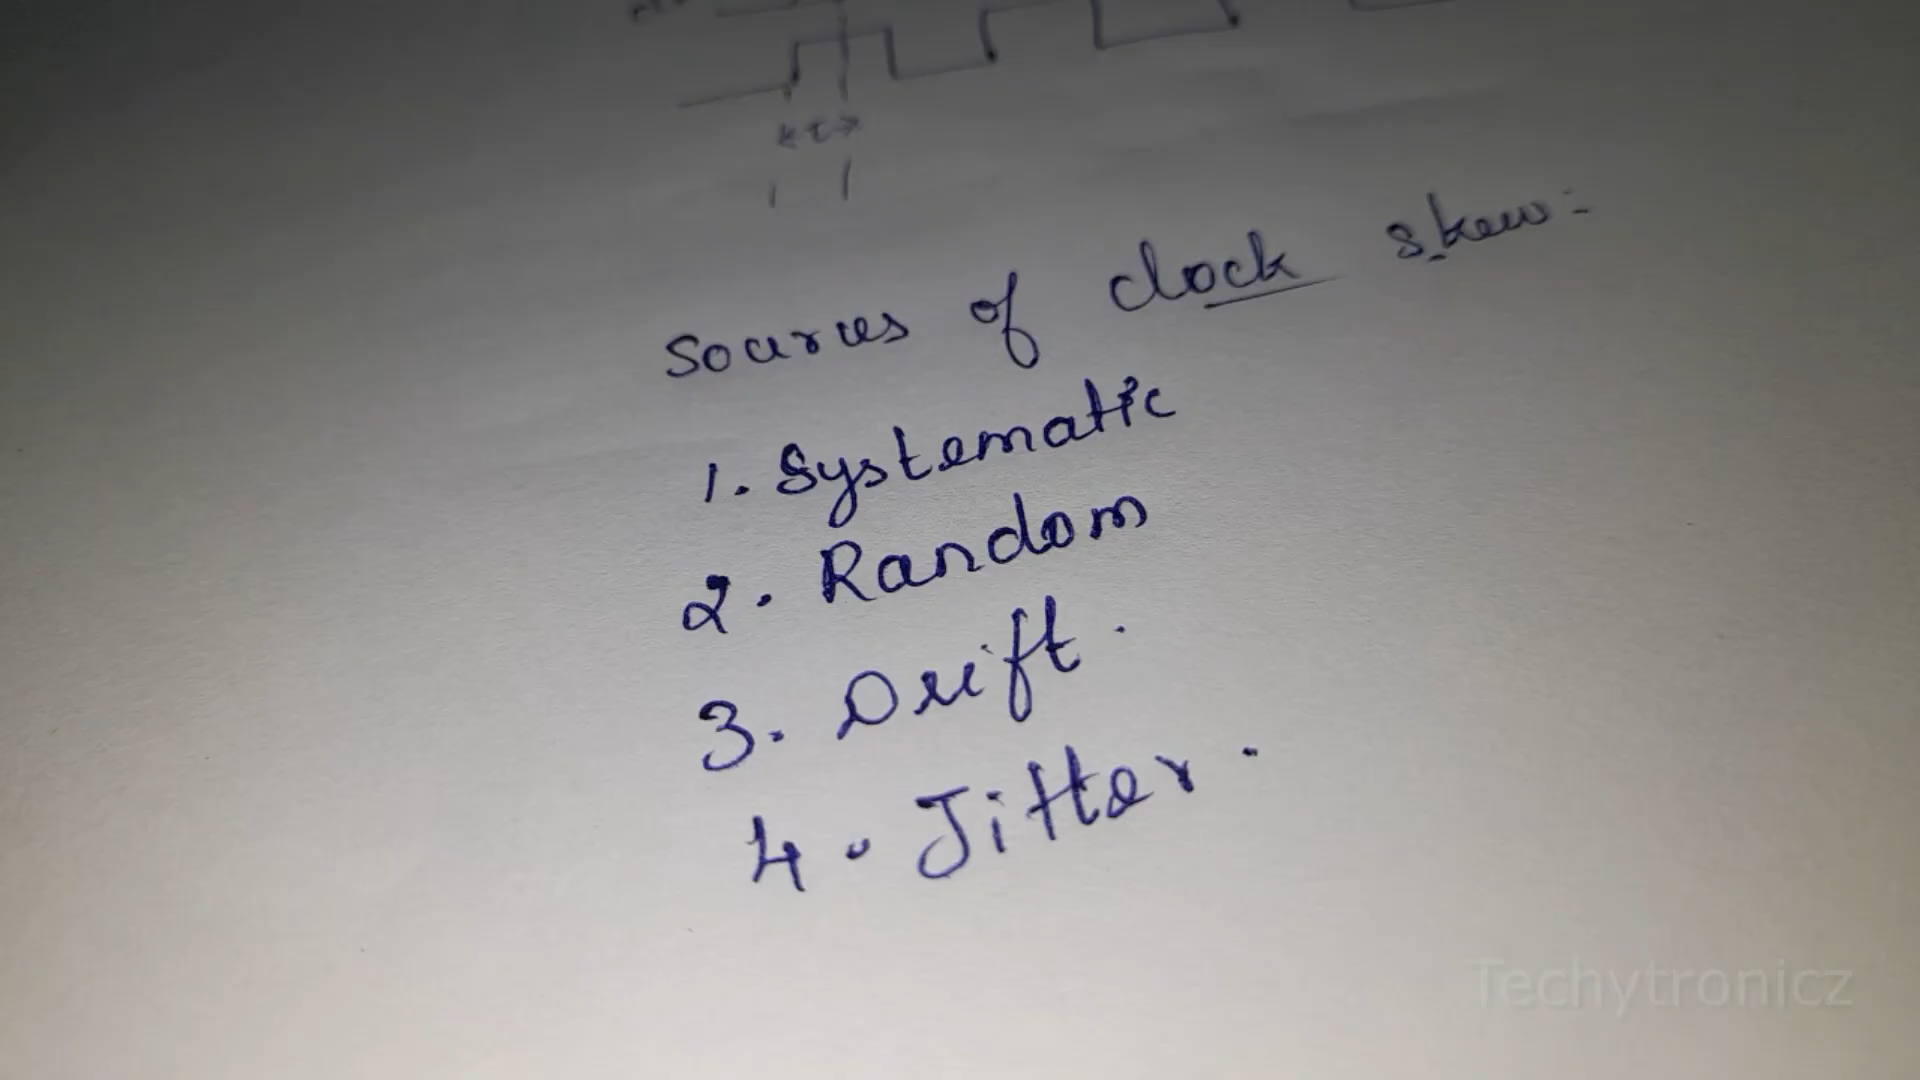 Sources of clock skew:-
1. Systematic
2. Random
3. Drift.
4. Jitter.
Techytronicz